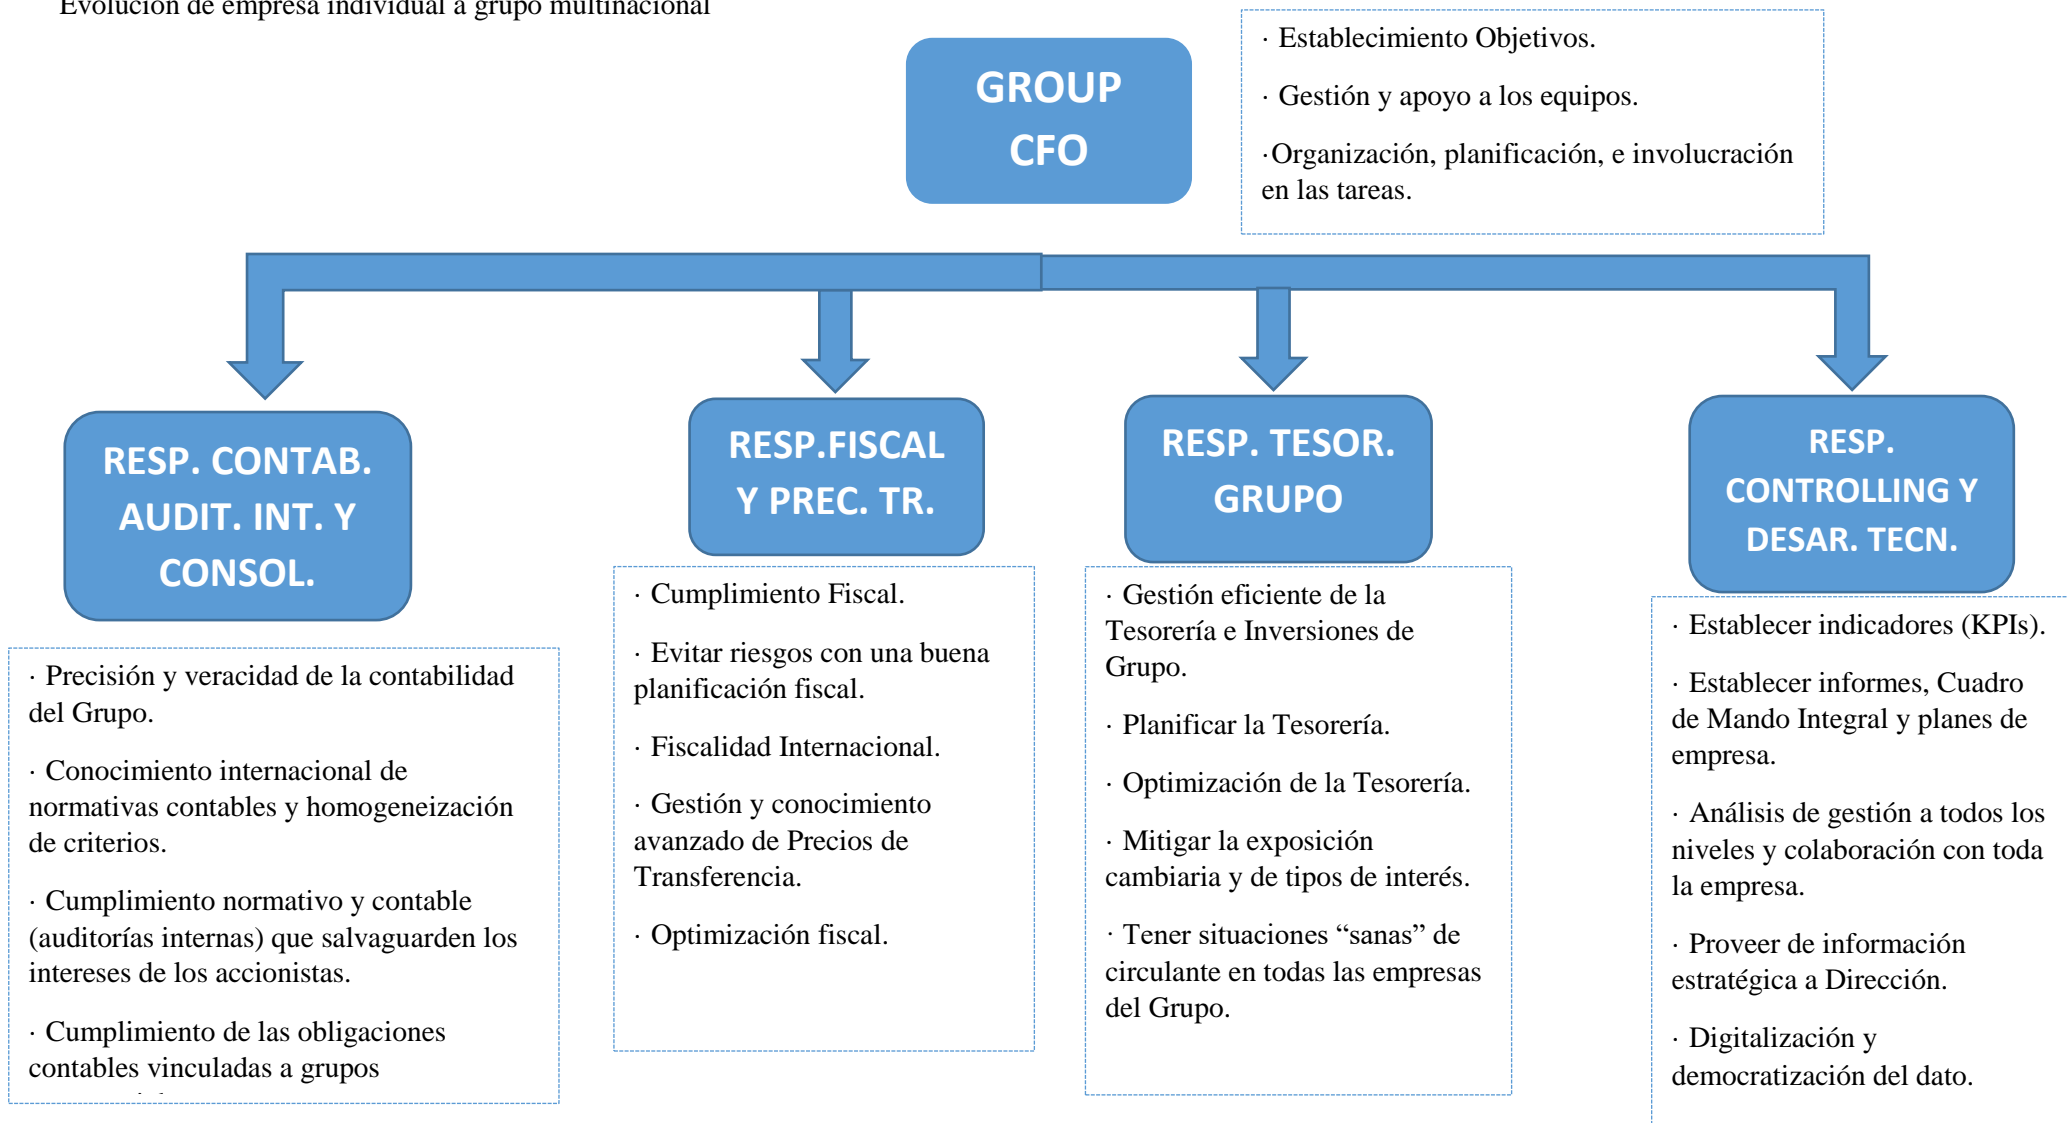 Evolución de empresa individual a grupo multinacional
GROUP
CFO
· Establecimiento Objetivos.
· Gestión y apoyo a los equipos.
·Organización, planificación, e involucración
en las tareas.
RESP. CONTAB.
AUDIT. INT. Y
CONSOL.
· Precisión y veracidad de la contabilidad
del Grupo.
· Conocimiento internacional de
normativas contables y homogeneización
de criterios.
· Cumplimiento normativo y contable
(auditorías internas) que salvaguarden los
intereses de los accionistas.
· Cumplimiento de las obligaciones
contables vinculadas a grupos
RESP.FISCAL
Y PREC. TR.
· Cumplimiento Fiscal.
· Evitar riesgos con una buena
planificación fiscal.
· Fiscalidad Internacional.
· Gestión y conocimiento
avanzado de Precios de
Transferencia.
· Optimización fiscal.
RESP. TESOR.
GRUPO
· Gestión eficiente de la
Tesorería e Inversiones de
Grupo.
· Planificar la Tesorería.
· Optimización de la Tesorería.
· Mitigar la exposición
cambiaria y de tipos de interés.
· Tener situaciones “sanas” de
circulante en todas las empresas
del Grupo.
RESP.
CONTROLLING Y
DESAR. TECN.
· Establecer indicadores (KPIs).
· Establecer informes, Cuadro
de Mando Integral y planes de
empresa.
· Análisis de gestión a todos los
niveles y colaboración con toda
la empresa.
· Proveer de información
estratégica a Dirección.
· Digitalización y
democratización del dato.